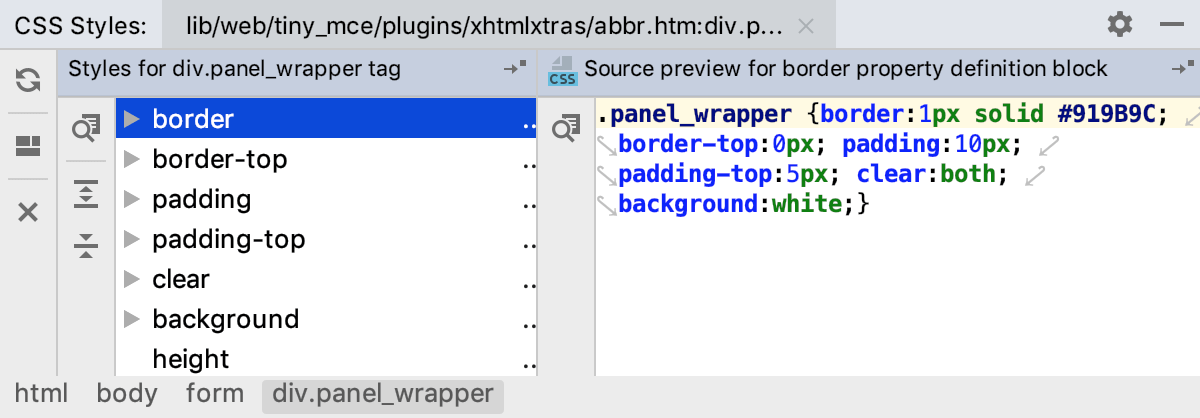 CSS Styles: lib/web/tiny_mce/plugins/xhtmlxtras/abbr.htm:div.p...
Styles for div.panel_wrapper tag
CSS Source preview for border property definition block
border ..
border-top ..
padding ..
padding-top ..
clear ..
background ..
height ..
.panel_wrapper {border:1px solid #919B9C;
border-top:0px; padding:10px;
padding-top:5px; clear:both;
background:white;}
html body form div.panel_wrapper